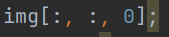 img[:, :, 0];